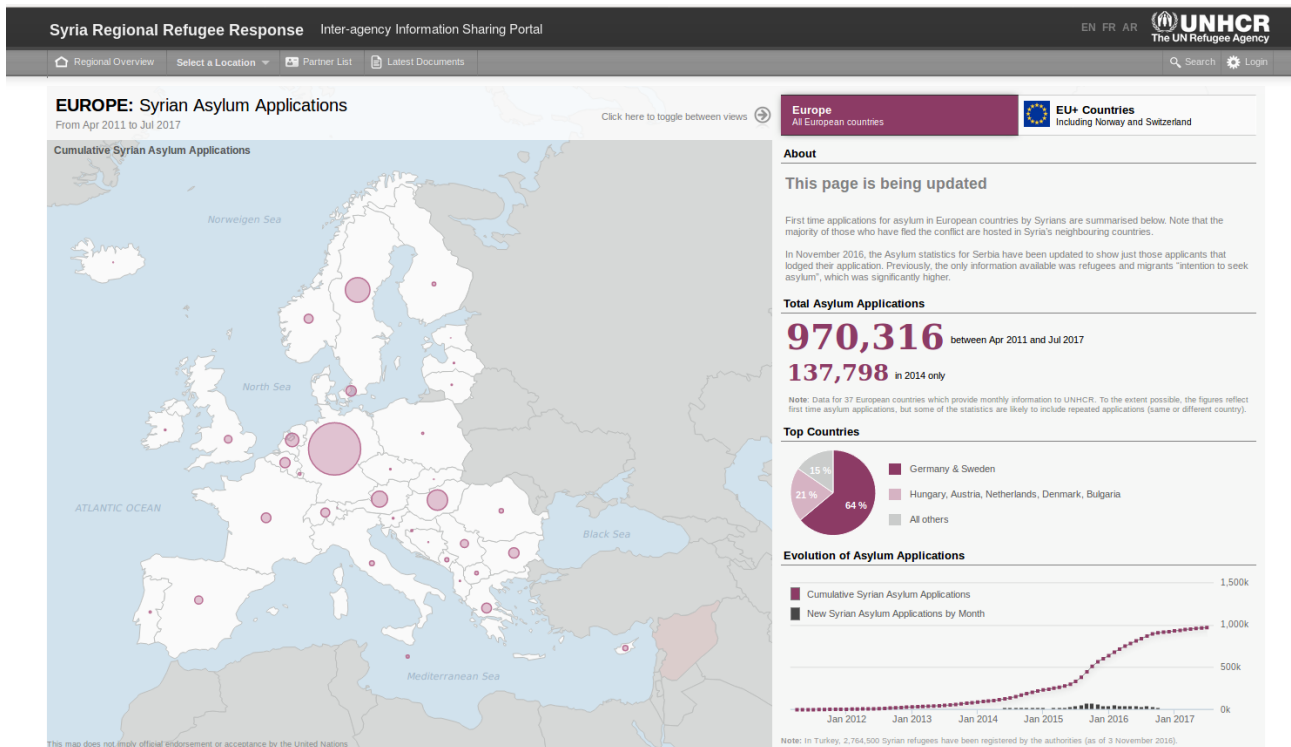 Syria Regional Refugee Response Inter-agency Information Sharing Portal
EN FR AR
UNHCR
The UN Refugee Agency
Regional Overview Select a Location Partner List Latest Documents Search Login
EUROPE: Syrian Asylum Applications
From Apr 2011 to Jul 2017
Click here to toggle between views
Cumulative Syrian Asylum Applications
Norweigen Sea
North Sea
ATLANTIC OCEAN
Black Sea
Mediterranean Sea
This map does not imply official endorsement or acceptance by the United Nations
Europe
All European countries
EU+ Countries
Including Norway and Switzerland
About
This page is being updated
First time applications for asylum in European countries by Syrians are summarised below. Note that the
majority of those who have fled the conflict are hosted in Syria's neighbouring countries.
In November 2016, the Asylum statistics for Serbia have been updated to show just those applicants that
lodged their application. Previously, the only information available was refugees and migrants "intention to seek
asylum", which was significantly higher.
Total Asylum Applications
970,316 between Apr 2011 and Jul 2017
137,798 in 2014 only
Note: Data for 37 European countries which provide monthly information to UNHCR. To the extent possible, the figures reflect
first time asylum applications, but some of the statistics are likely to include repeated applications (same or different country).
Top Countries
15 %
21 %
64 %
Germany & Sweden
Hungary, Austria, Netherlands, Denmark, Bulgaria
All others
Evolution of Asylum Applications
Cumulative Syrian Asylum Applications
New Syrian Asylum Applications by Month
1,500k
1,000k
500k
0k
Jan 2012 Jan 2013 Jan 2014 Jan 2015 Jan 2016 Jan 2017
Note: In Turkey, 2,764,500 Syrian refugees have been registered by the authorities (as of 3 November 2016).